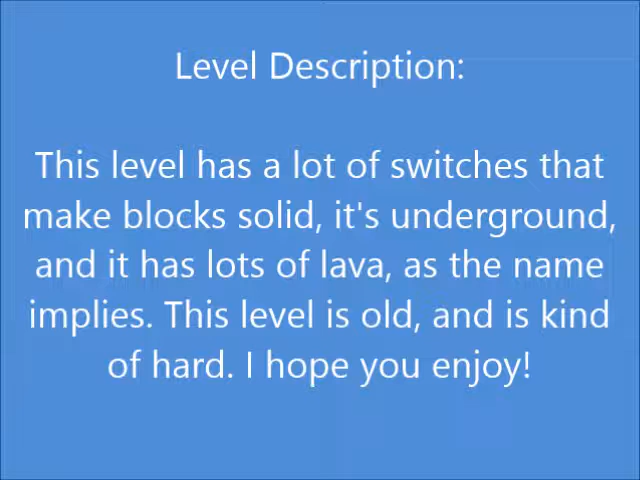 Level Description:
This level has a lot of switches that
make blocks solid, it's underground,
and it has lots of lava, as the name
implies. This level is old, and is kind
of hard. I hope you enjoy!